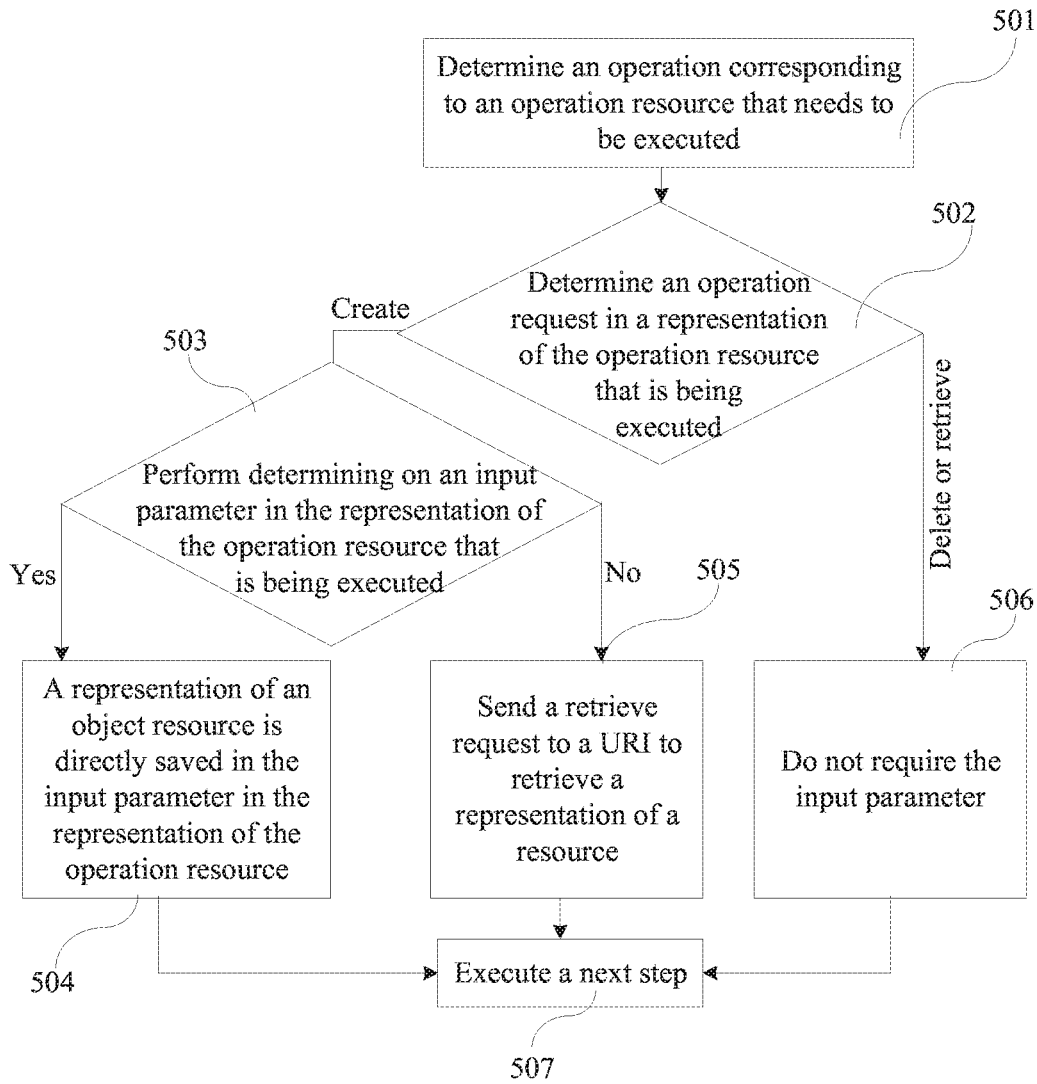 501
Determine an operation corresponding
to an operation resource that needs to
be executed
502
Determine an operation
request in a representation
of the operation resource
that is being
executed
Create
Delete or retrieve
503
Perform determining on an input
parameter in the representation of
the operation resource that
is being executed
Yes
No
505
506
A representation of an
object resource is
directly saved in the
input parameter in the
representation of the
operation resource
Send a retrieve
request to a URI to
retrieve a
representation of a
resource
Do not require the
input parameter
504
Execute a next step
507